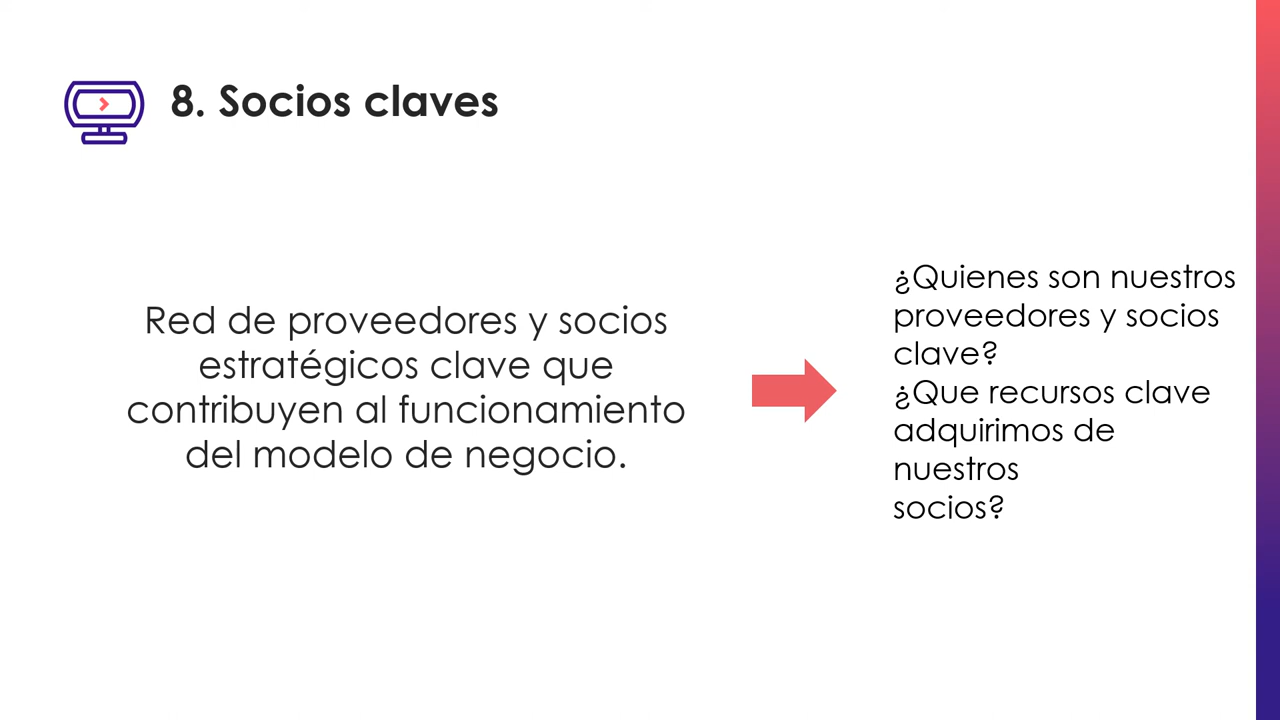 8. Socios claves
Red de proveedores y socios
estratégicos clave que
contribuyen al funcionamiento
del modelo de negocio.
¿Quienes son nuestros
proveedores y socios
clave?
¿Que recursos clave
adquirimos de
nuestros
socios?